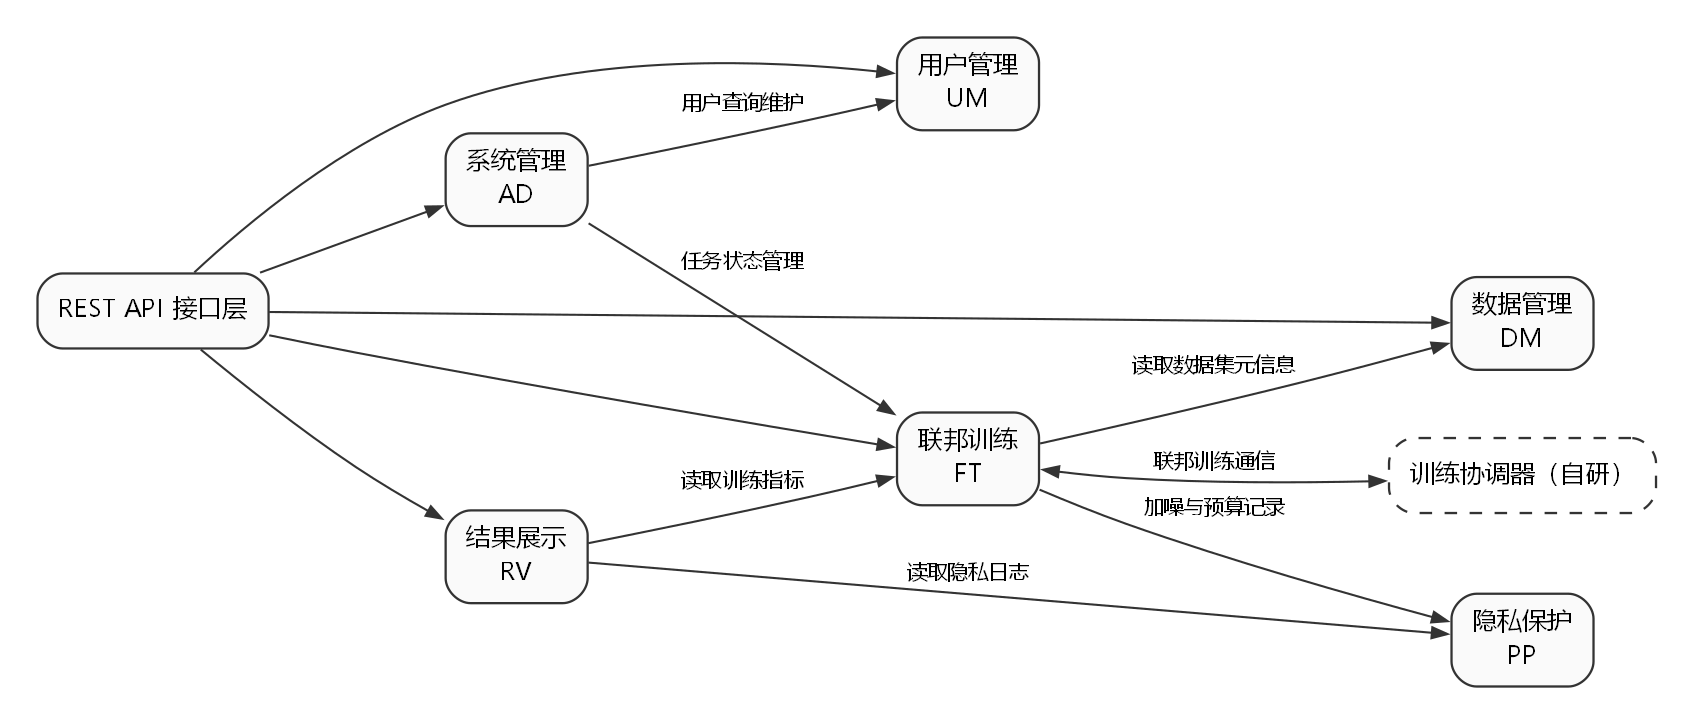 用户管理
UM
用户查询维护
系统管理
AD
任务状态管理
REST API 接口层
数据管理
DM
读取数据集元信息
联邦训练
FT
联邦训练通信
训练协调器（自研）
读取训练指标
加噪与预算记录
结果展示
RV
读取隐私日志
隐私保护
PP